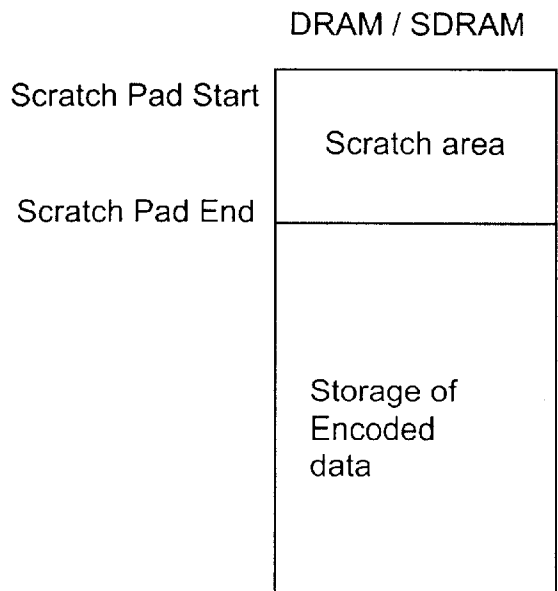 DRAM / SDRAM
Scratch Pad Start
Scratch area
Scratch Pad End
Storage of
Encoded
data